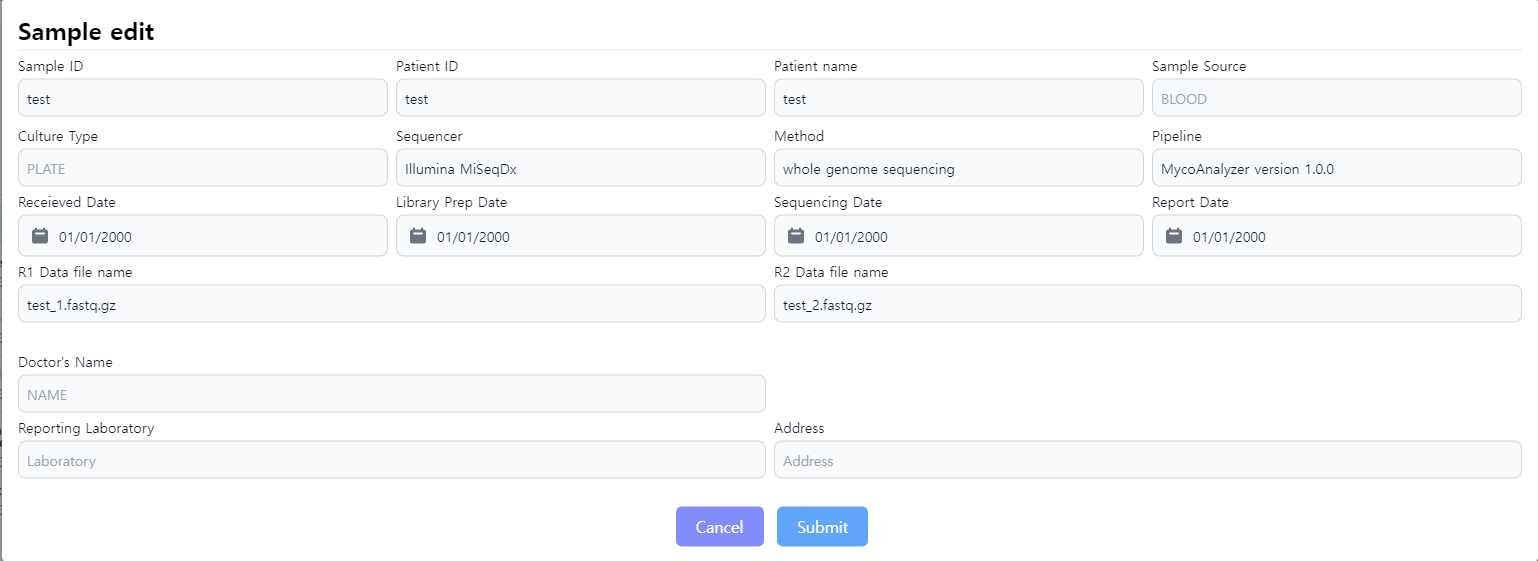 Sample edit
Sample ID Patient ID Patient name Sample Source
test test test BLOOD
Culture Type Sequencer Method Pipeline
PLATE Illumina MiSeqDx whole genome sequencing MycoAnalyzer version 1.0.0
Receieved Date Library Prep Date Sequencing Date Report Date
01/01/2000 01/01/2000 01/01/2000 01/01/2000
R1 Data file name R2 Data file name
test_1.fastq.gz test_2.fastq.gz
Doctor's Name
NAME
Reporting Laboratory Address
Laboratory Address
Cancel Submit